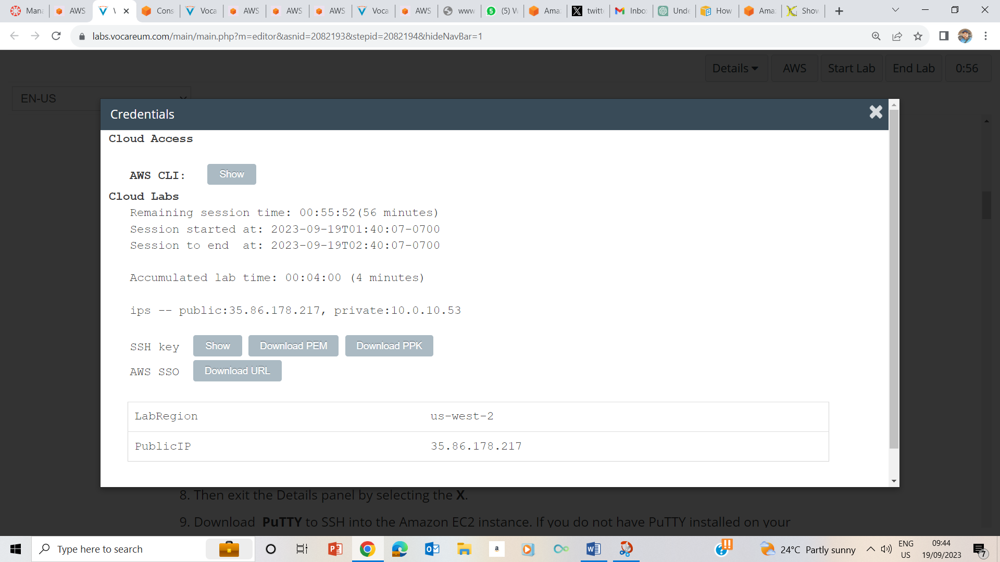 Mana
AWS
\
Cons
Voca
AWS
AWS
AWS
Voca
AWS
www
(5) W
Ama
twitt
Inbo
Unde
How
Ama
Show
labs.vocareum.com/main/main.php?m=editor&asnid=2082193&stepid=2082194&hideNavBar=1
Details
AWS
Start Lab
End Lab
0:56
EN-US
Credentials
Cloud Access
AWS CLI: Show
Cloud Labs
Remaining session time: 00:55:52(56 minutes)
Session started at: 2023-09-19T01:40:07-0700
Session to end at: 2023-09-19T02:40:07-0700
Accumulated lab time: 00:04:00 (4 minutes)
ips -- public:35.86.178.217, private:10.0.10.53
SSH key Show Download PEM Download PPK
AWS SSO Download URL
LabRegion us-west-2
PublicIP 35.86.178.217
8. Then exit the Details panel by selecting the X.
9. Download PuTTY to SSH into the Amazon EC2 instance. If you do not have PuTTY installed on your
Type here to search
24°C Partly sunny
ENG
US
09:44
19/09/2023
7